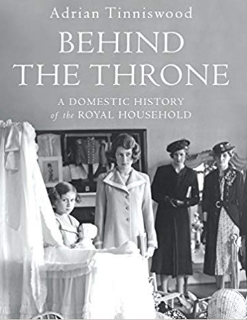 Adrian Tinniswood
BEHIND
THE THRONE
A DOMESTIC HISTORY
of the ROYAL HOUSEHOLD